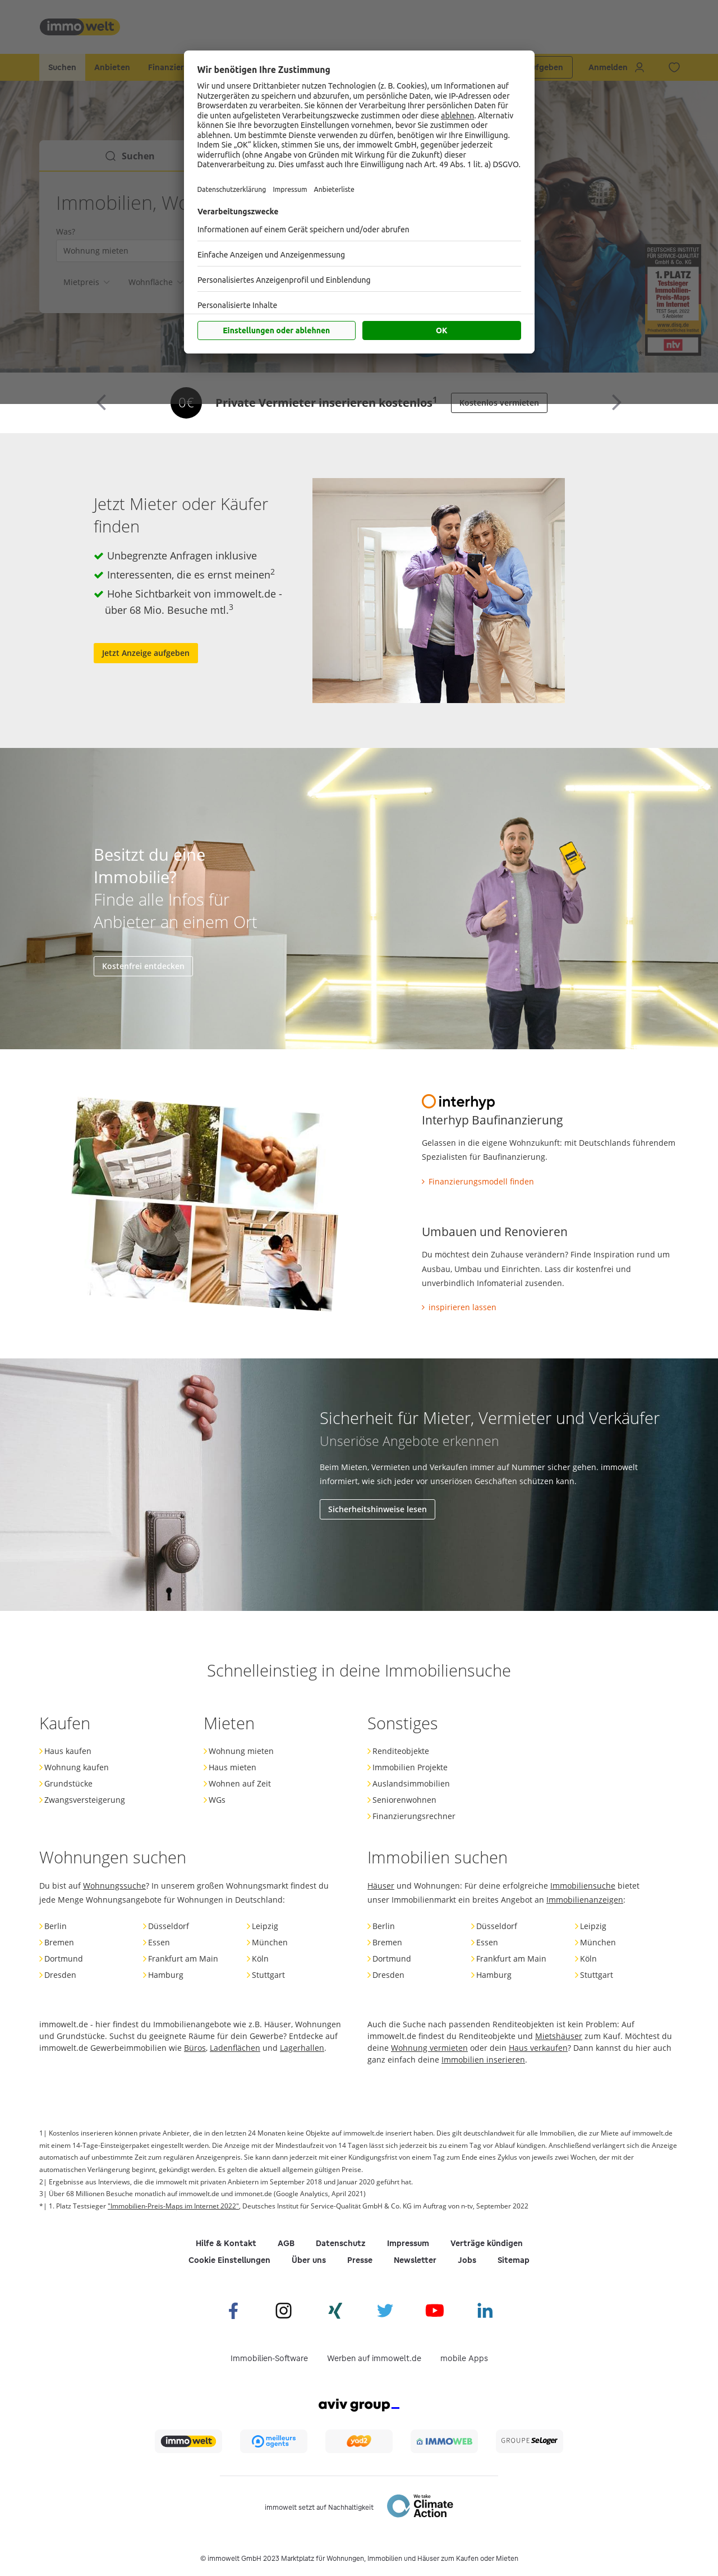 immowelt
Suchen
Anbieten
Anmelden
Wir benötigen Ihre Zustimmung
Wir und unsere Drittanbieter nutzen Technologien (z. B. Cookies), um Informationen auf
Nutzergeräten zu speichern und abzurufen, um persönliche Daten, wie IP-Adressen oder
Browserdaten zu verarbeiten. Sie können der Verarbeitung Ihrer persönlichen Daten für
die unten aufgelisteten Verarbeitungszwecke zustimmen oder diese ablehnen. Alternativ
können Sie Ihre bevorzugten Einstellungen vornehmen, bevor Sie zustimmen oder
ablehnen. Um bestimmte Dienste verwenden zu dürfen, benötigen wir Ihre Einwilligung.
Indem Sie „OK" klicken, stimmen Sie uns, der immowelt GmbH, gegenüber jederzeit
widerruflich (ohne Angabe von Gründen mit Wirkung für die Zukunft) dieser
Datenverarbeitung zu. Dies umfasst auch Ihre Einwilligung nach Art. 49 Abs. 1 lit. a) DSGVO.
Datenschutzerklärung Impressum Anbieterliste
Verarbeitungszwecke
Informationen auf einem Gerät speichern und/oder abrufen
Einfache Anzeigen und Anzeigenmessung
Personalisiertes Anzeigenprofil und Einblendung
Personalisierte Inhalte
Einstellungen oder ablehnen
OK
Suchen
Immobilien,
Was?
Wohnung mieten
Mietpreis
Wohnfläche
DEUTSCHES INSTITUT
FÜR SERVICE-QUALITÄT
GmbH & Co. KG
1. PLATZ
Testsieger
Immobilien-
Preis-Maps
im Internet
TEST Sept. 2022
5 Anbieter
ntv
0€
Private Vermieter inserieren kostenlos1
Kostenlos vermieten
Jetzt Mieter oder Käufer
finden
Unbegrenzte Anfragen inklusive
Interessenten, die es ernst meinen2
Hohe Sichtbarkeit von immowelt.de -
über 68 Mio. Besuche mtl.3
Jetzt Anzeige aufgeben
Besitzt du eine
Immobilie?
Finde alle Infos für
Anbieter an einem Ort
Kostenfrei entdecken
interhyp
Interhyp Baufinanzierung
Gelassen in die eigene Wohnzukunft: mit Deutschlands führendem
Spezialisten für Baufinanzierung.
Finanzierungsmodell finden
Umbauen und Renovieren
Du möchtest dein Zuhause verändern? Finde Inspiration rund um
Ausbau, Umbau und Einrichten. Lass dir kostenfrei und
unverbindlich Infomaterial zusenden.
inspirieren lassen
Sicherheit für Mieter, Vermieter und Verkäufer
Unseriöse Angebote erkennen
Beim Mieten, Vermieten und Verkaufen immer auf Nummer sicher gehen. immowelt
informiert, wie sich jeder vor unseriösen Geschäften schützen kann.
Sicherheitshinweise lesen
Schnelleinstieg in deine Immobiliensuche
Kaufen
Haus kaufen
Wohnung kaufen
Grundstücke
Zwangsversteigerung
Mieten
Wohnung mieten
Haus mieten
Wohnen auf Zeit
WGs
Sonstiges
Renditeobjekte
Immobilien Projekte
Auslandsimmobilien
Seniorenwohnen
Finanzierungsrechner
Wohnungen suchen
Du bist auf Wohnungssuche? In unserem großen Wohnungsmarkt findest du
jede Menge Wohnungsangebote für Wohnungen in Deutschland:
Berlin Düsseldorf Leipzig
Bremen Essen München
Dortmund Frankfurt am Main Köln
Dresden Hamburg Stuttgart
Immobilien suchen
Häuser und Wohnungen: Für deine erfolgreiche Immobiliensuche bietet
unser Immobilienmarkt ein breites Angebot an Immobilienanzeigen:
Berlin Düsseldorf Leipzig
Bremen Essen München
Dortmund Frankfurt am Main Köln
Dresden Hamburg Stuttgart
immowelt.de - hier findest du Immobilienangebote wie z.B. Häuser, Wohnungen
und Grundstücke. Suchst du geeignete Räume für dein Gewerbe? Entdecke auf
immowelt.de Gewerbeimmobilien wie Büros, Ladenflächen und Lagerhallen.
Auch die Suche nach passenden Renditeobjekten ist kein Problem: Auf
immowelt.de findest du Renditeobjekte und Mietshäuser zum Kauf. Möchtest du
deine Wohnung vermieten oder dein Haus verkaufen? Dann kannst du hier auch
ganz einfach deine Immobilien inserieren.
1| Kostenlos inserieren können private Anbieter, die in den letzten 24 Monaten keine Objekte auf immowelt.de inseriert haben. Dies gilt deutschlandweit für alle Immobilien, die zur Miete auf immowelt.de
mit einem 14-Tage-Einsteigerpaket eingestellt werden. Die Anzeige mit der Mindestlaufzeit von 14 Tagen lässt sich jederzeit bis zu einem Tag vor Ablauf kündigen. Anschließend verlängert sich die Anzeige
automatisch auf unbestimmte Zeit zum regulären Anzeigenpreis. Sie kann dann jederzeit mit einer Kündigungsfrist von einem Tag zum Ende eines Zyklus von jeweils zwei Wochen, der mit der
automatischen Verlängerung beginnt, gekündigt werden. Es gelten die aktuell allgemein gültigen Preise.
2| Ergebnisse aus Interviews, die die immowelt mit privaten Anbietern im September 2018 und Januar 2020 geführt hat.
3| Über 68 Millionen Besuche monatlich auf immowelt.de und immonet.de (Google Analytics, April 2021)
*| 1. Platz Testsieger "Immobilien-Preis-Maps im Internet 2022", Deutsches Institut für Service-Qualität GmbH & Co. KG im Auftrag von n-tv, September 2022
Hilfe & Kontakt AGB Datenschutz Impressum Verträge kündigen
Cookie Einstellungen Über uns Presse Newsletter Jobs Sitemap
Immobilien-Software Werben auf immowelt.de mobile Apps
aviv group_
immowelt
meilleurs
agents
yad2
IMMOWEB
GROUPE SeLoger
immowelt setzt auf Nachhaltigkeit
We take
Climate
Action
© immowelt GmbH 2023 Marktplatz für Wohnungen, Immobilien und Häuser zum Kaufen oder Mieten